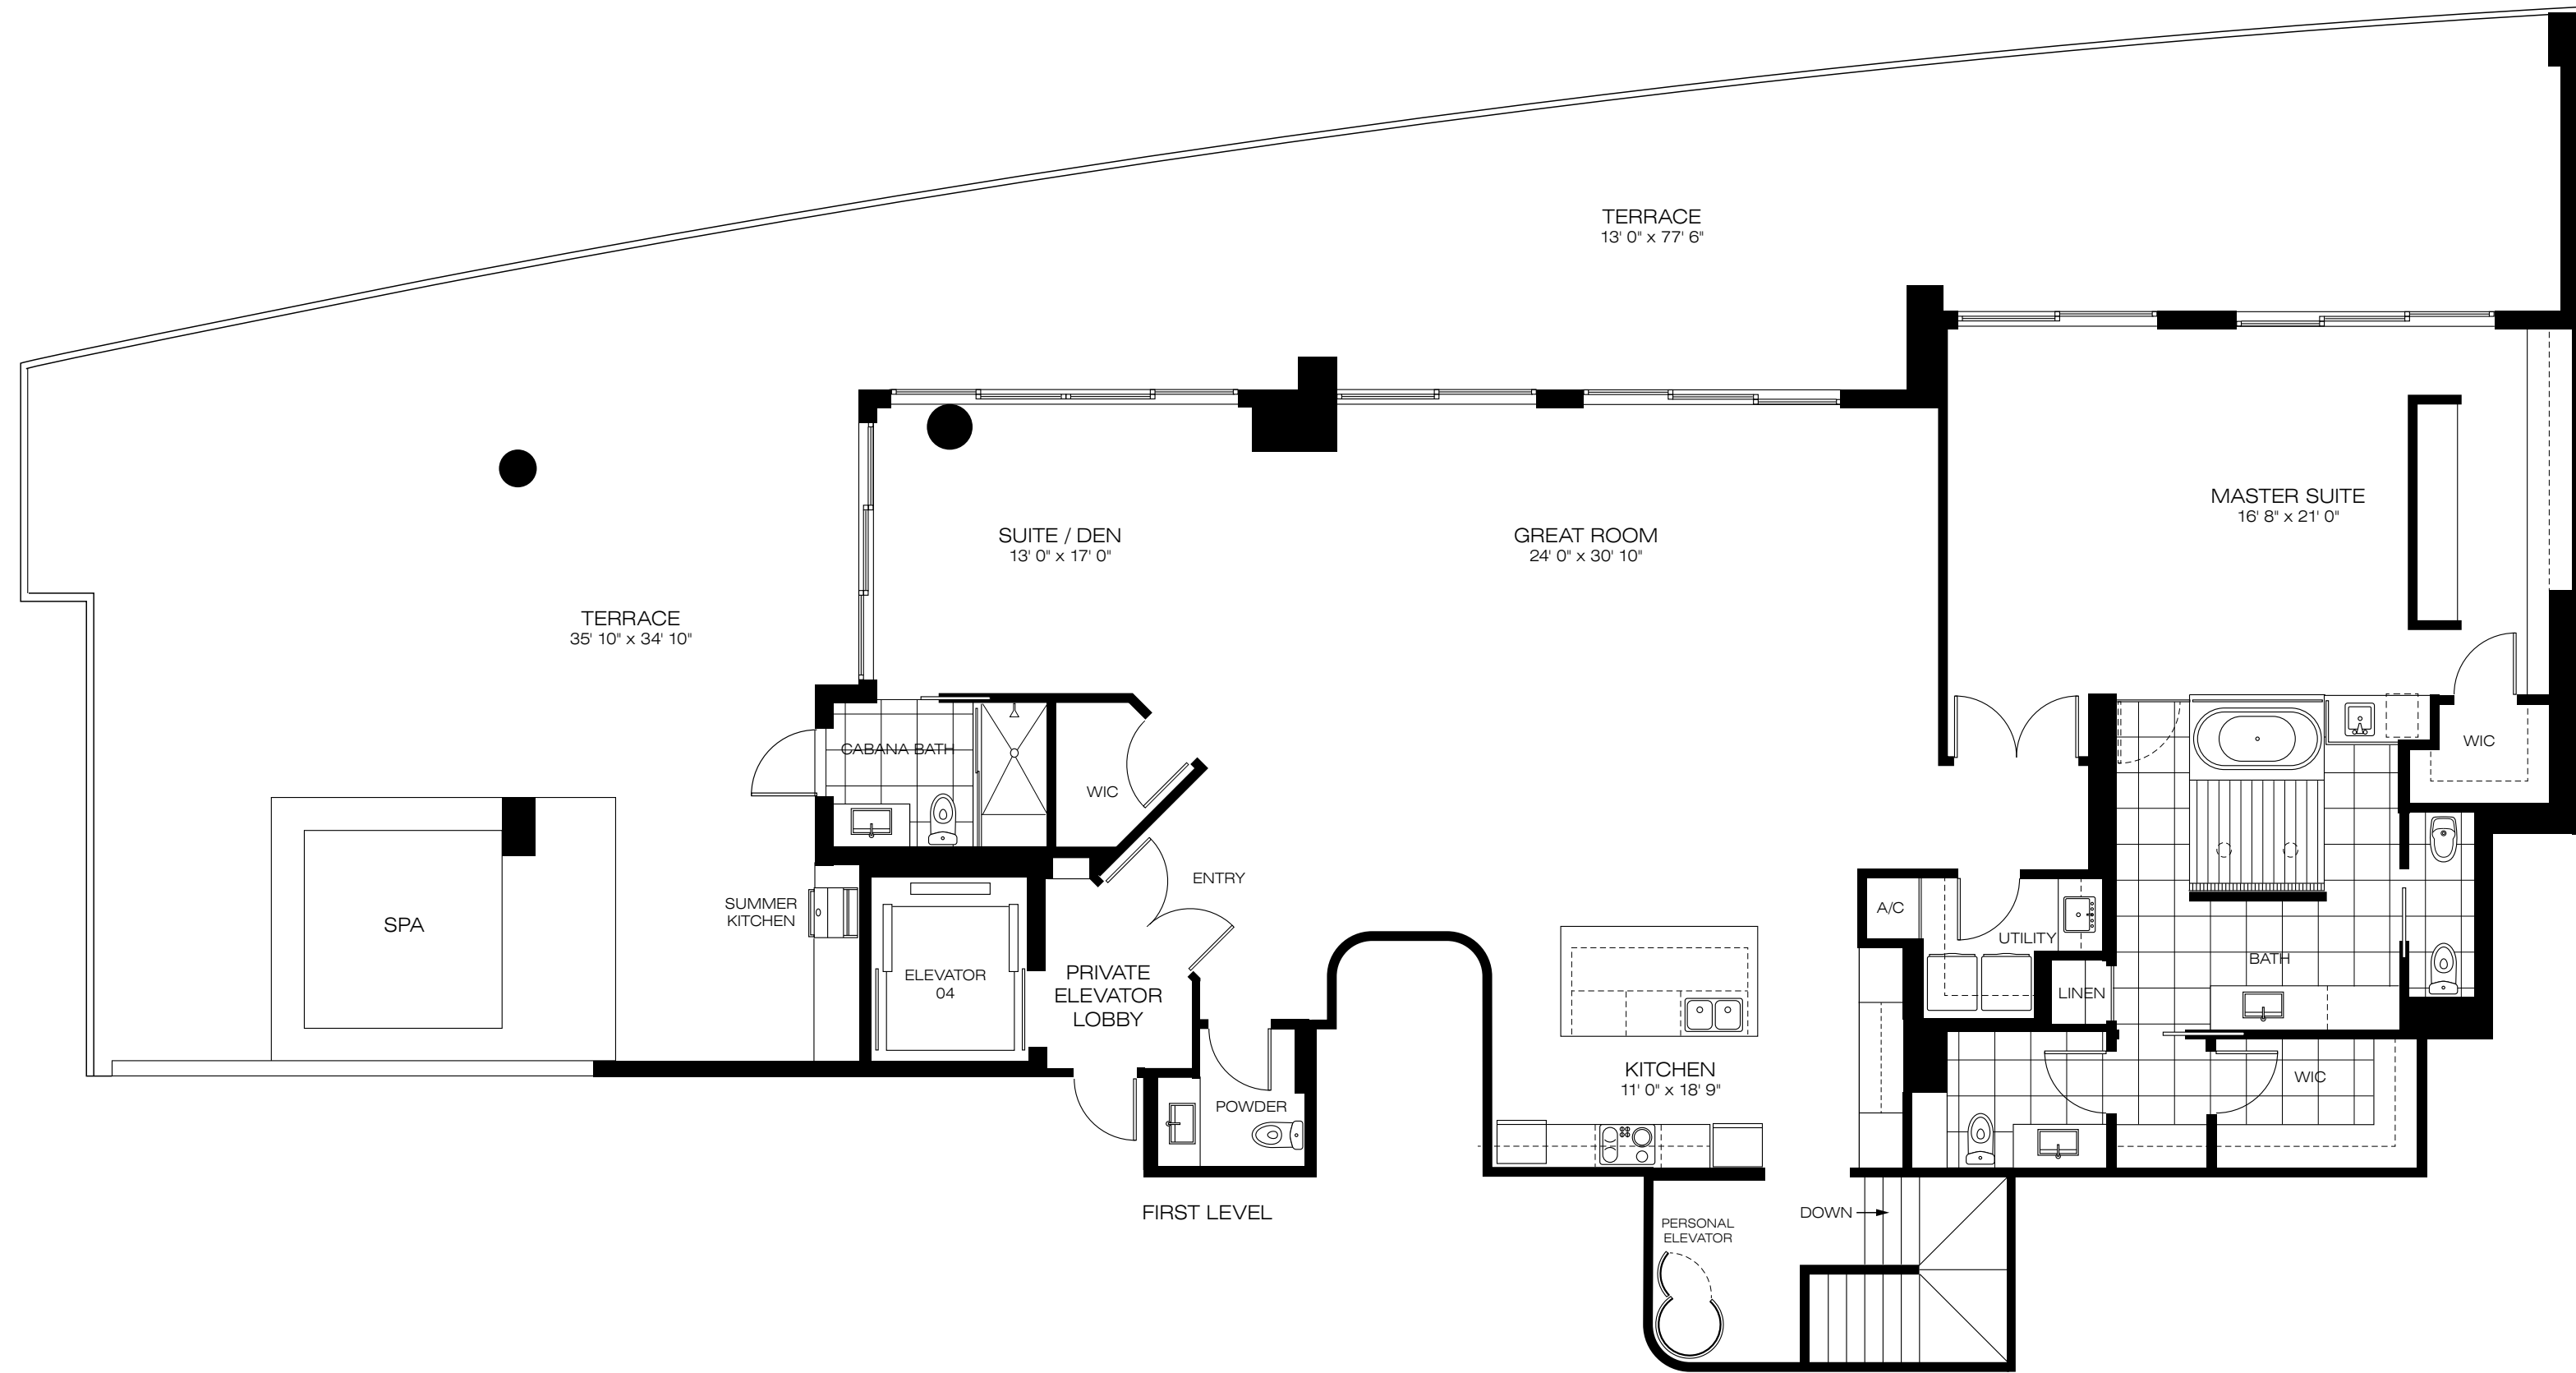 TERRACE
13' 0" x 77' 6"
MASTER SUITE
16' 8" x 21' 0"
SUITE / DEN
13' 0" x 17' 0"
GREAT ROOM
24' 0" x 30' 10"
TERRACE
35' 10" x 34' 10"
CABANA BATH
WIC
WIC
ENTRY
SUMMER
KITCHEN
SPA
A/C
UTILITY
BATH
ELEVATOR
04
PRIVATE
ELEVATOR
LOBBY
LINEN
KITCHEN
11' 0" x 18' 9"
WIC
POWDER
FIRST LEVEL
DOWN
PERSONAL
ELEVATOR